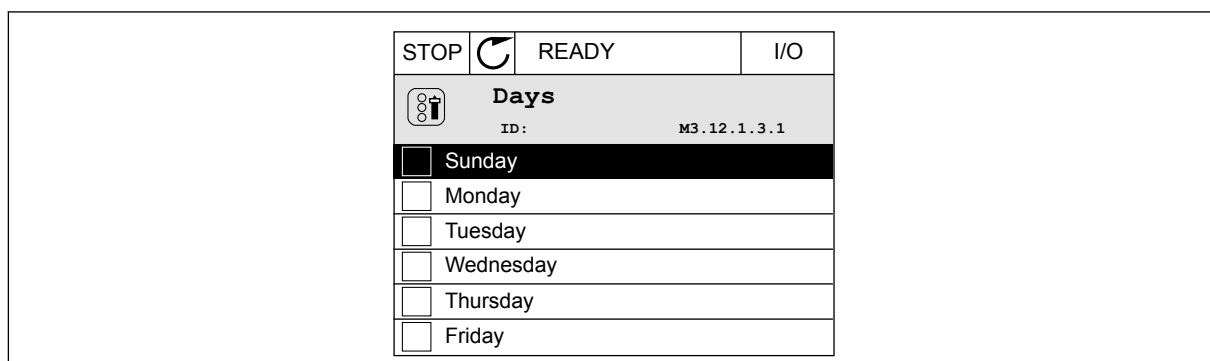 STOP READY I/O
Days
ID: M3.12.1.3.1
Sunday
Monday
Tuesday
Wednesday
Thursday
Friday